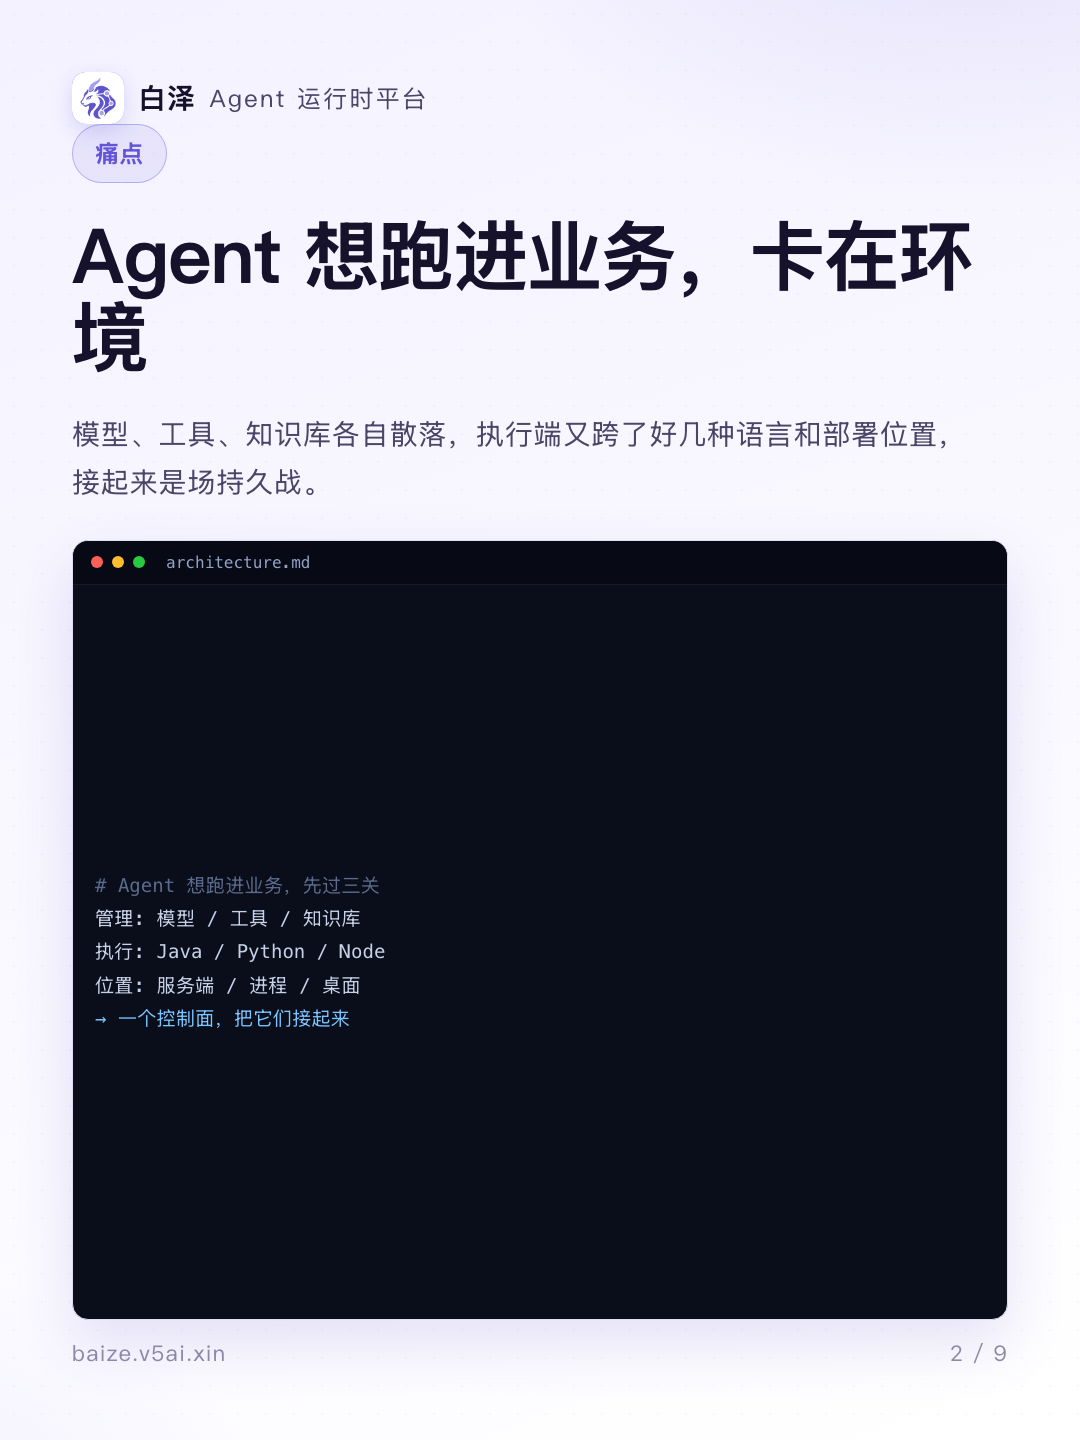 白泽 Agent 运行时平台
痛点
Agent 想跑进业务，卡在环
境
模型、工具、知识库各自散落，执行端又跨了好几种语言和部署位置，
接起来是场持久战。
architecture.md
# Agent 想跑进业务，先过三关
管理: 模型 / 工具 / 知识库
执行: Java / Python / Node
位置: 服务端 / 进程 / 桌面
→ 一个控制面，把它们接起来
baize.v5ai.xin
2 / 9